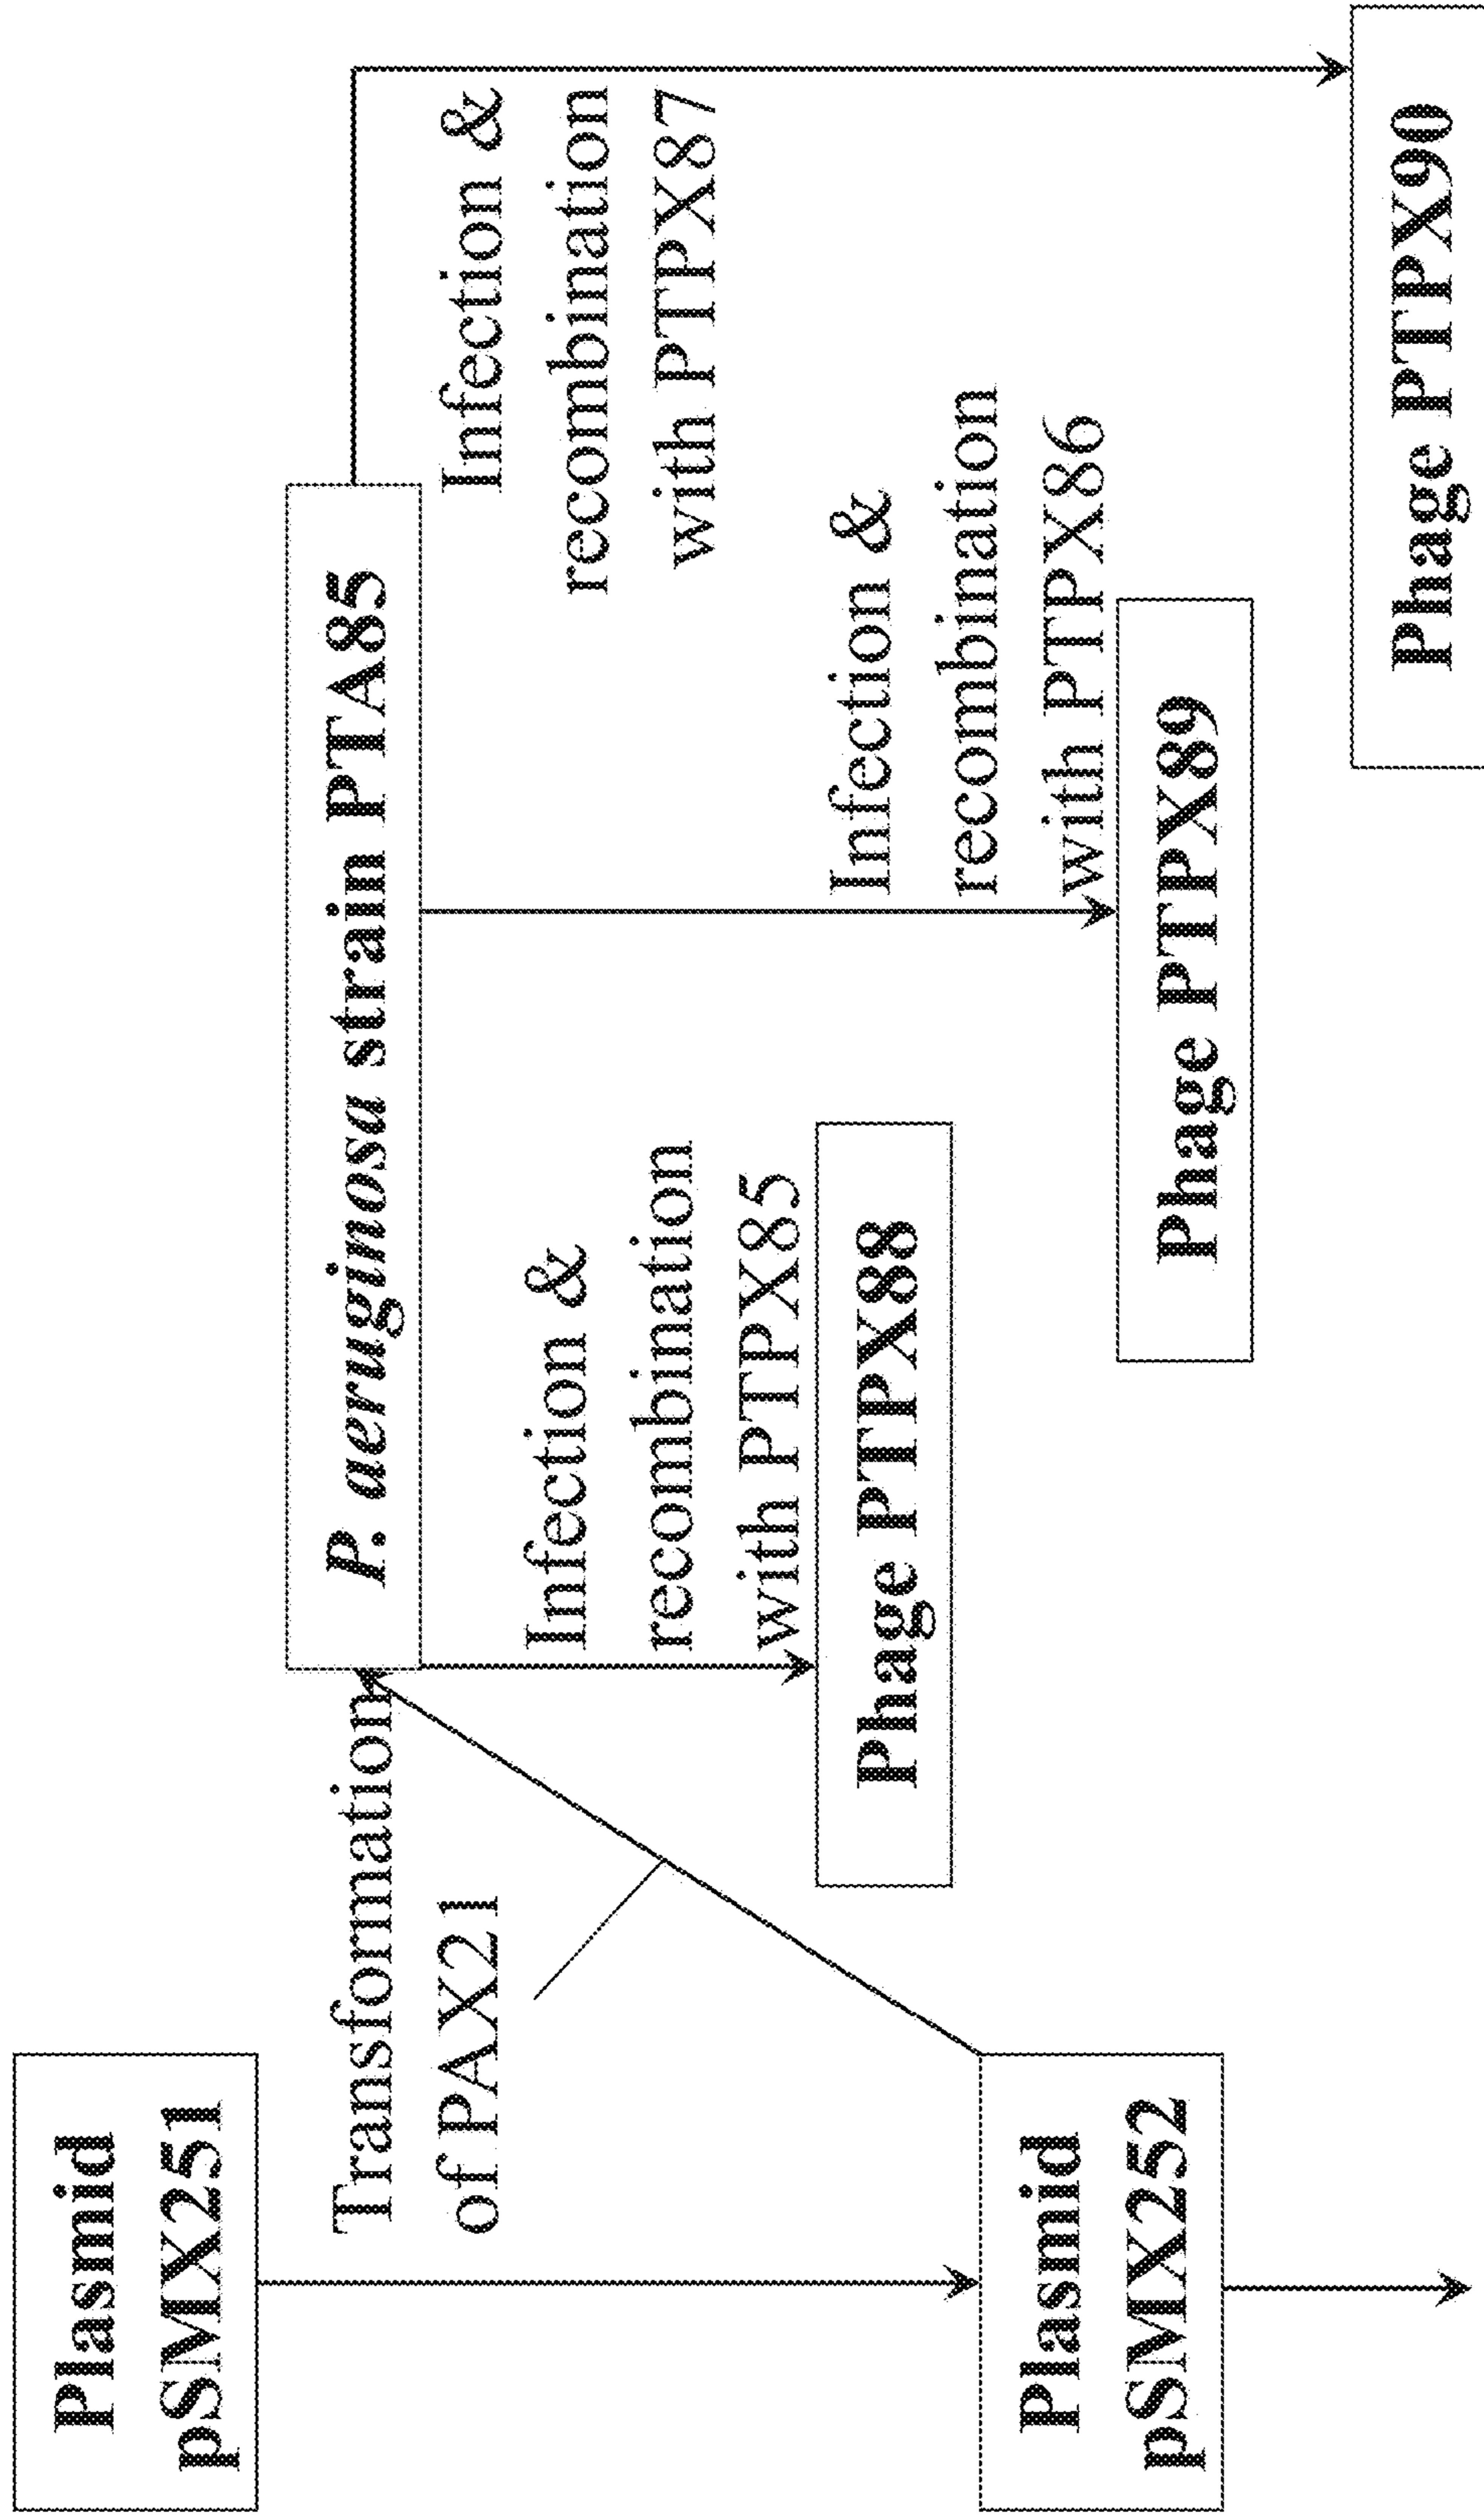 Plasmid
pSMX251
Transformation
of PAX21
P. aeruginosa strain PTA85
Infection &
recombination
with PTPX87
Infection &
recombination
with PTPX85
Phage PTPX88
Infection &
recombination
with PTPX86
Plasmid
pSMX252
Phage PTPX89
Phage PTPX90